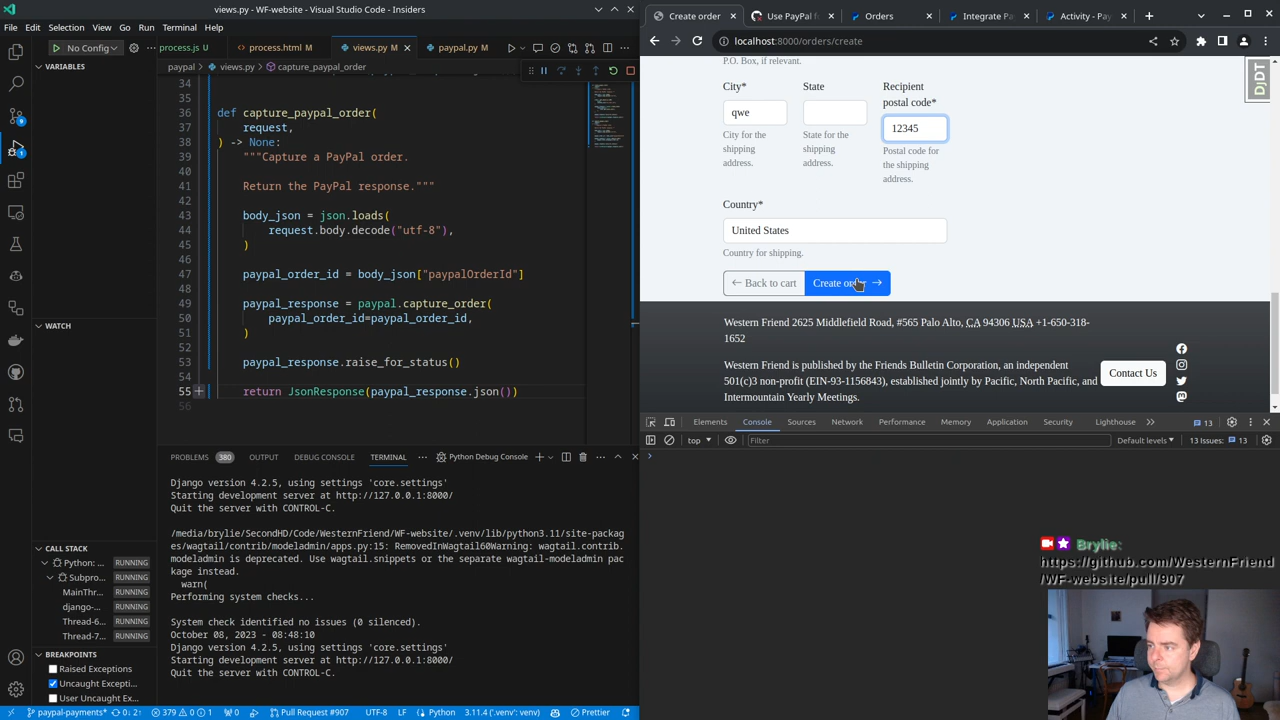 views.py - WF-website - Visual Studio Code - Insiders
File Edit Selection View Go Run Terminal Help
No Config
process.js M
process.html M
views.py M
paypal.py M
paypal > views.py > capture_paypal_order
VARIABLES
WATCH
CALL STACK
Python: ... RUNNING
Subpro... RUNNING
MainThr... RUNNING
django-... RUNNING
Thread-6... RUNNING
Thread-7... RUNNING
BREAKPOINTS
Raised Exceptions
Uncaught Excepti...
User Uncaught Ex...
34
35
36 def capture_paypal_order(
37 request,
38 ) -> None:
39 """Capture a PayPal order.
40
41 Return the PayPal response."""
42
43 body_json = json.loads(
44 request.body.decode("utf-8"),
45 )
46
47 paypal_order_id = body_json["paypalOrderId"]
48
49 paypal_response = paypal.capture_order(
50 paypal_order_id=paypal_order_id,
51 )
52
53 paypal_response.raise_for_status()
54
55 return JsonResponse(paypal_response.json())
56
PROBLEMS 380 OUTPUT DEBUG CONSOLE TERMINAL Python Debug Console
Django version 4.2.5, using settings 'core.settings'
Starting development server at http://127.0.0.1:8000/
Quit the server with CONTROL-C.
/media/brylie/SecondHD/Code/WesternFriend/WF-website/.venv/lib/python3.11/site-packag
es/wagtail/contrib/modeladmin/apps.py:15: RemovedInWagtail60Warning: wagtail.contrib.
modeladmin is deprecated. Use wagtail.snippets or the separate wagtail-modeladmin pac
kage instead.
warn(
Performing system checks...
System check identified no issues (0 silenced).
October 08, 2023 - 08:48:10
Django version 4.2.5, using settings 'core.settings'
Starting development server at http://127.0.0.1:8000/
Quit the server with CONTROL-C.
paypal-payments* 0↓ 2↑ 379 0 1 0 Pull Request #907 UTF-8 LF Python 3.11.4 ('.venv': venv) Prettier
Create order
Use PayPal f
Orders
Integrate Pa
Activity - Pay
localhost:8000/orders/create
P.O. Box, if relevant.
City*
qwe
City for the
shipping
address.
State
State for the
shipping
address.
Recipient
postal code*
12345
Postal code for
the shipping
address.
Country*
United States
Country for shipping.
← Back to cart
Create order →
DjDT
Western Friend 2625 Middlefield Road, #565 Palo Alto, CA 94306 USA +1-650-318-
1652
Western Friend is published by the Friends Bulletin Corporation, an independent
501(c)3 non-profit (EIN-93-1156843), established jointly by Pacific, North Pacific, and
Intermountain Yearly Meetings.
Contact Us
Elements Console Sources Network Performance Memory Application Security Lighthouse 13
top Filter Default levels 13 Issues: 13
Brylie:
https://github.com/WesternFriend
/WF-website/pull/907